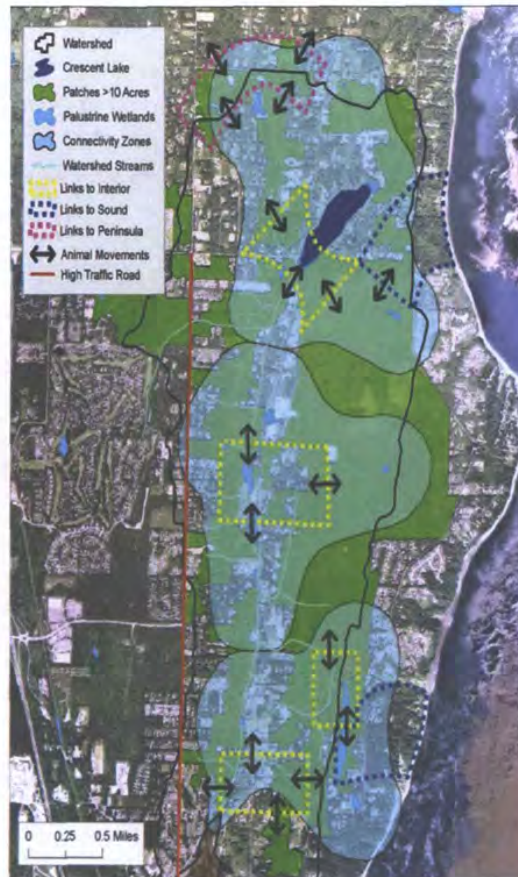 Watershed
Crescent Lake
Patches >10 Acres
Palustrine Wetlands
Connectivity Zones
Watershed Streams
Links to Interior
Links to Sound
Links to Peninsula
Animal Movements
High Traffic Road
0 0.25 0.5 Miles